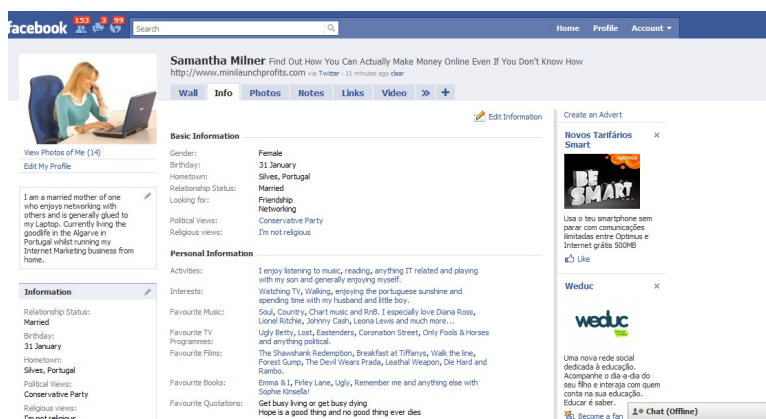 facebook
153
3
99
Search
Home Profile Account
Samantha Milner Find Out How You Can Actually Make Money Online Even If You Don't Know How
http://www.minilaunchprofits.com via Twitter - 11 minutes ago clear
Wall Info Photos Notes Links Video » +
Edit Information
View Photos of Me (14)
Edit My Profile
I am a married mother of one
who enjoys networking with
others and is generally glued to
my Laptop. Currently living the
goodlife in the Algarve in
Portugal whilst running my
Internet Marketing business from
home.
Information
Relationship Status:
Married
Birthday:
31 January
Hometown:
Silves, Portugal
Political Views:
Conservative Party
Religious views:
I'm not religious
Basic Information
Gender: Female
Birthday: 31 January
Hometown: Silves, Portugal
Relationship Status: Married
Looking for: Friendship
Networking
Political Views: Conservative Party
Religious views: I'm not religious
Personal Information
Activities: I enjoy listening to music, reading, anything IT related and playing
with my son and generally enjoying myself.
Interests: Watching TV, Walking, enjoying the portuguese sunshine and
spending time with my husband and little boy.
Favourite Music: Soul, Country, Chart music and RnB. I especially love Diana Ross,
Lionel Ritchie, Johnny Cash, Leona Lewis and much more...
Favourite TV Ugly Betty, Lost, Eastenders, Coronation Street, Only Fools & Horses
Programmes: and anything political.
Favourite Films: The Shawshank Redemption, Breakfast at Tiffanys, Walk the line,
Forest Gump, The Devil Wears Prada, Leathal Weapon, Die Hard and
Rambo.
Favourite Books: Emma & I, Firley Lane, Ugly, Remember me and anything else with
Sophie Kinsella!
Favourite Quotations: Get busy living or get busy dying
Hope is a good thing and no good thing ever dies
Create an Advert
Novos Tarifários
Smart
optimus
BE
SMART
Usa o teu smartphone sem
parar com comunicações
ilimitadas entre Optimus e
Internet grátis 500MB
Like
Weduc
weduc
Uma nova rede social
dedicada à educação.
Acompanhe o dia-a-dia do
seu filho e interaja com quem
conta na sua educação.
Educar é saber.
Become a fan
Chat (Offline)